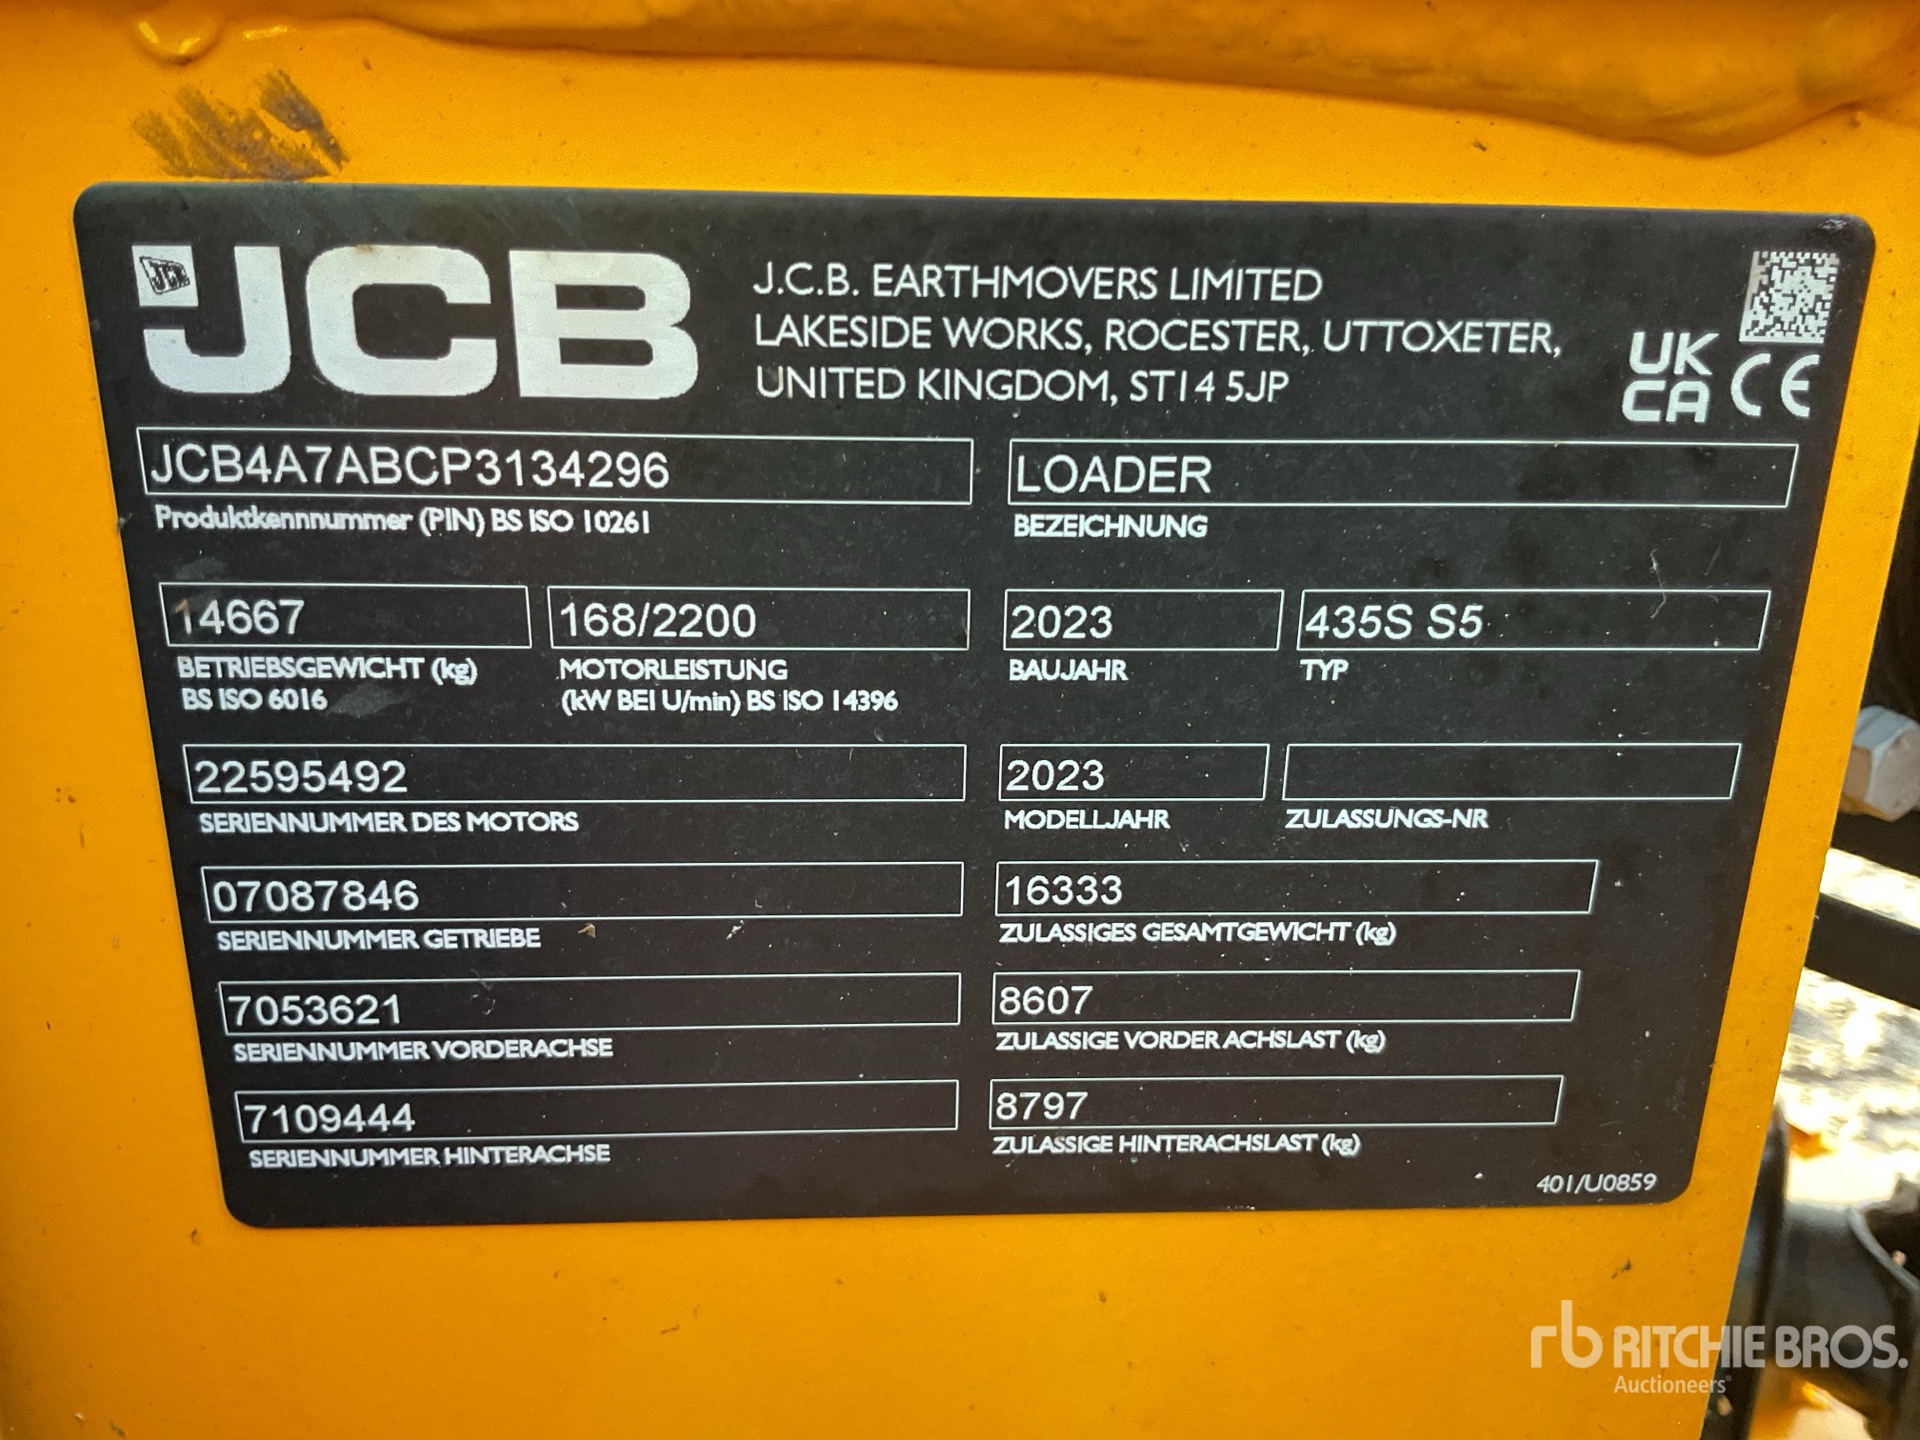 JCB
JCB
J.C.B. EARTHMOVERS LIMITED
LAKESIDE WORKS, ROCESTER, UTTOXETER,
UNITED KINGDOM, ST14 5JP
UK
CA
CE
JCB4A7ABCP3134296
Produktkennnummer (PIN) BS ISO 10261
LOADER
BEZEICHNUNG
14667
BETRIEBSGEWICHT (kg)
BS ISO 6016
168/2200
MOTORLEISTUNG
(kW BEI U/min) BS ISO 14396
2023
BAUJAHR
435S S5
TYP
22595492
SERIENNUMMER DES MOTORS
2023
MODELLJAHR
ZULASSUNGS-NR
07087846
SERIENNUMMER GETRIEBE
16333
ZULASSIGES GESAMTGEWICHT (kg)
7053621
SERIENNUMMER VORDERACHSE
8607
ZULASSIGE VORDER ACHSLAST (kg)
7109444
SERIENNUMMER HINTERACHSE
8797
ZULASSIGE HINTERACHSLAST (kg)
401/U0859
rb RITCHIE BROS.
Auctioneers